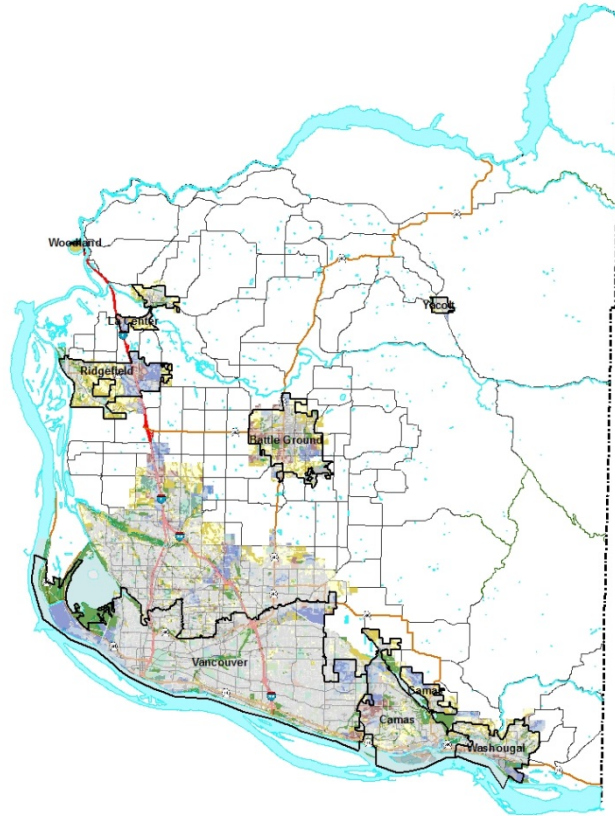 Woodland
Yacolt
La Center
Ridgefield
Battle Ground
Vancouver
Camas
Camas
Washougal